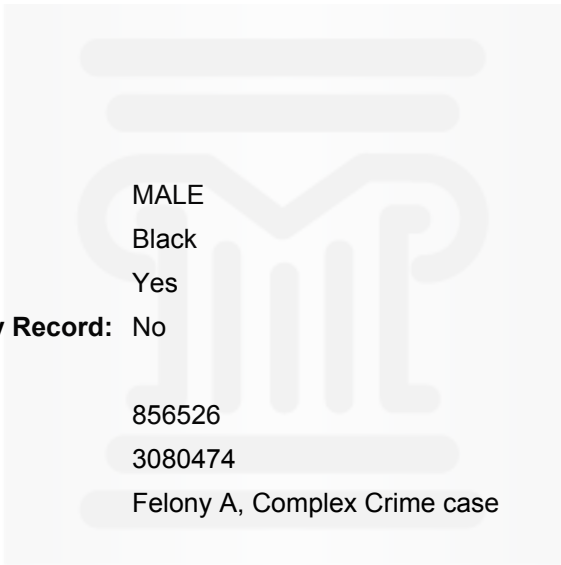 MALE
Black
Yes
Record: No
856526
3080474
Felony A, Complex Crime case